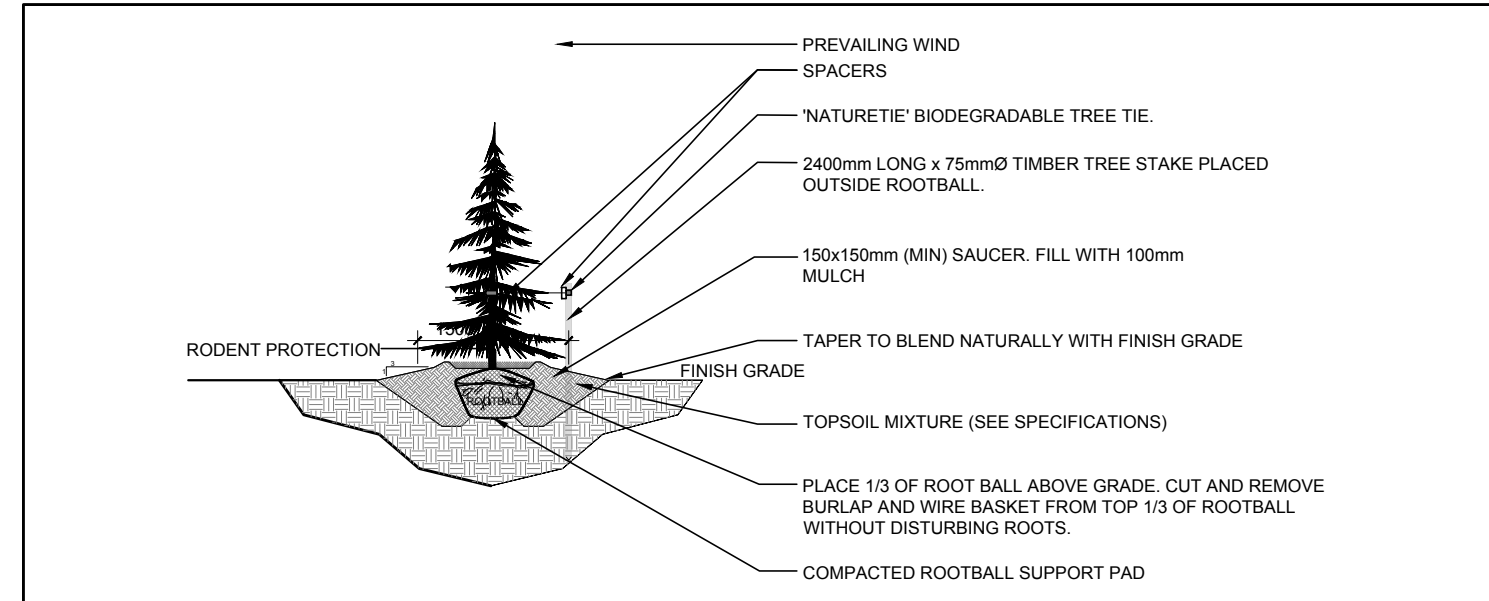 PREVAILING WIND
SPACERS
'NATURETIE' BIODEGRADABLE TREE TIE.
2400mm LONG x 75mmØ TIMBER TREE STAKE PLACED
OUTSIDE ROOTBALL.
150x150mm (MIN) SAUCER. FILL WITH 100mm
MULCH
RODENT PROTECTION
3
1
TAPER TO BLEND NATURALLY WITH FINISH GRADE
FINISH GRADE
ROOTBALL
TOPSOIL MIXTURE (SEE SPECIFICATIONS)
PLACE 1/3 OF ROOT BALL ABOVE GRADE. CUT AND REMOVE
BURLAP AND WIRE BASKET FROM TOP 1/3 OF ROOTBALL
WITHOUT DISTURBING ROOTS.
COMPACTED ROOTBALL SUPPORT PAD